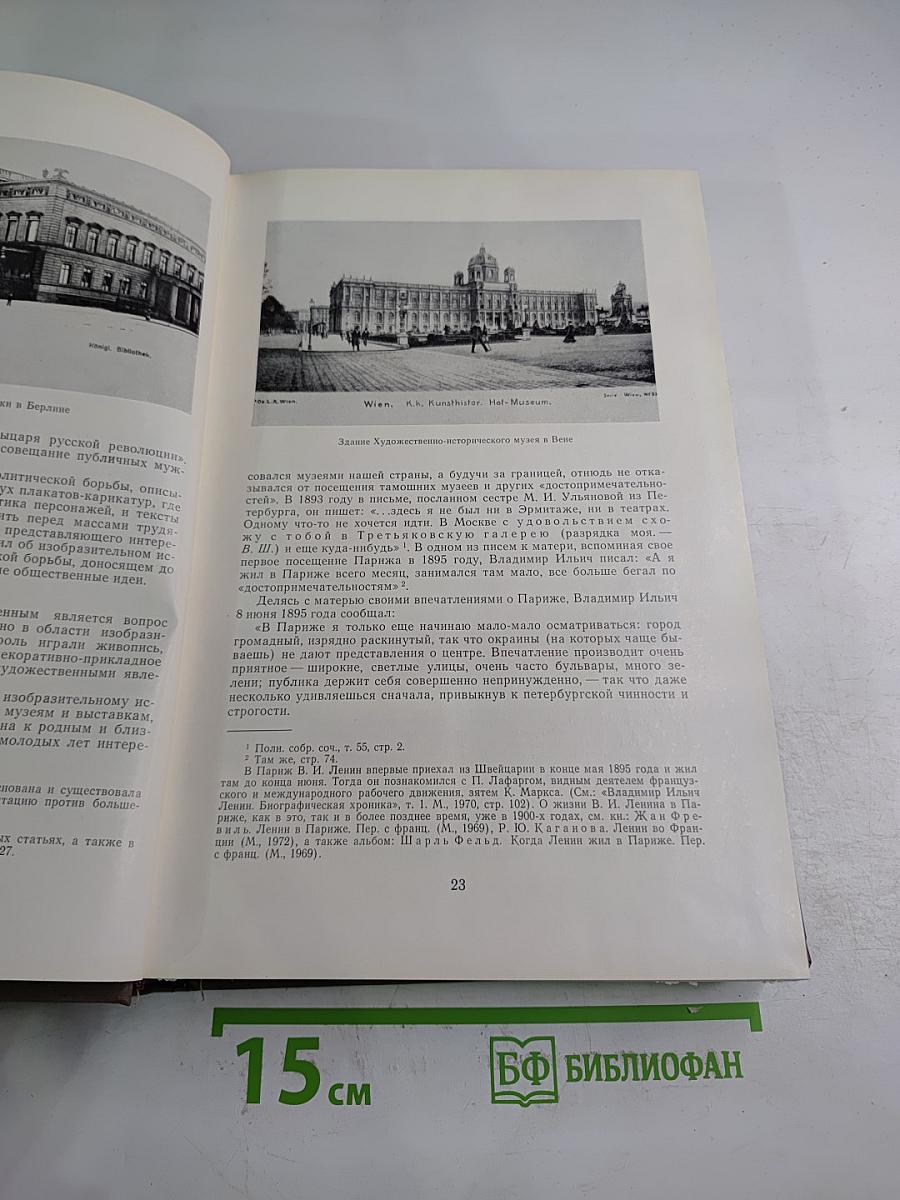 Königl. Bibliothek.
ки в Берлине
ыцаря русской революции».
совещание публичных муж-
олитической борьбы, описы-
ух плакатов-карикатур, где
тика персонажей, и тексты
ить перед массами трудя-
представляющего интере-
ил об изобразительном ис-
кой борьбы, доносящем до
ые общественные идеи.
енным является вопрос
но в области изобрази-
роль играли живопись,
екоративно-прикладное
художественными явле-
изобразительному ис-
музеям и выставкам,
на к родным и близ-
молодых лет интере-
снована и существовала
нтацию против больше-
ых статьях, а также в
27.
Wien, K.k. Kunsthistor. Hof-Museum.
Здание Художественно-исторического музея в Вене
совался музеями нашей страны, а будучи за границей, отнюдь не отка-
зывался от посещения тамошних музеев и других «достопримечательно-
стей». В 1893 году в письме, посланном сестре М. И. Ульяновой из Пе-
тербурга, он пишет: «...здесь я не был ни в Эрмитаже, ни в театрах.
Одному что-то не хочется идти. В Москве с удовольствием схо-
жу с тобой в Третьяковскую галерею (разрядка моя.—
В. Ш.) и еще куда-нибудь» 1. В одном из писем к матери, вспоминая свое
первое посещение Парижа в 1895 году, Владимир Ильич писал: «А я
жил в Париже всего месяц, занимался там мало, все больше бегал по
«достопримечательностям» 2.
Делясь с матерью своими впечатлениями о Париже, Владимир Ильич
8 июня 1895 года сообщал:
«В Париже я только еще начинаю мало-мало осматриваться: город
громадный, изрядно раскинутый, так что окраины (на которых чаще бы-
ваешь) не дают представления о центре. Впечатление производит очень
приятное — широкие, светлые улицы, очень часто бульвары, много зе-
лени; публика держит себя совершенно непринужденно, — так что даже
несколько удивляешься сначала, привыкнув к петербургской чинности и
строгости.
1 Полн. собр. соч., т. 55, стр. 2.
2 Там же, стр. 74.
В Париж В. И. Ленин впервые приехал из Швейцарии в конце мая 1895 года и жил
там до конца июня. Тогда он познакомился с П. Лафаргом, видным деятелем француз-
ского и международного рабочего движения, зятем К. Маркса. (См.: «Владимир Ильич
Ленин. Биографическая хроника», т. 1. М., 1970, стр. 102). О жизни В. И. Ленина в Па-
риже, как в это, так и в более позднее время, уже в 1900-х годах, см. кн.: Жан Фре-
виль. Ленин в Париже. Пер. с франц. (М., 1969), Р. Ю. Каганова. Ленин во Фран-
ции (М., 1972), а также альбом: Шарль Фельд. Когда Ленин жил в Париже. Пер.
с франц. (М., 1969).
23
15 см
БФ БИБЛИОФАН